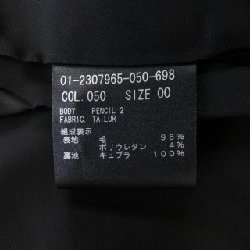 01-2307965-050-698
COL.050 SIZE 00
BODY PENCIL 2
FABRIC TAILOR
組成表示
表地 毛 96%
ポリウレタン 4%
裏地 キュプラ 100%